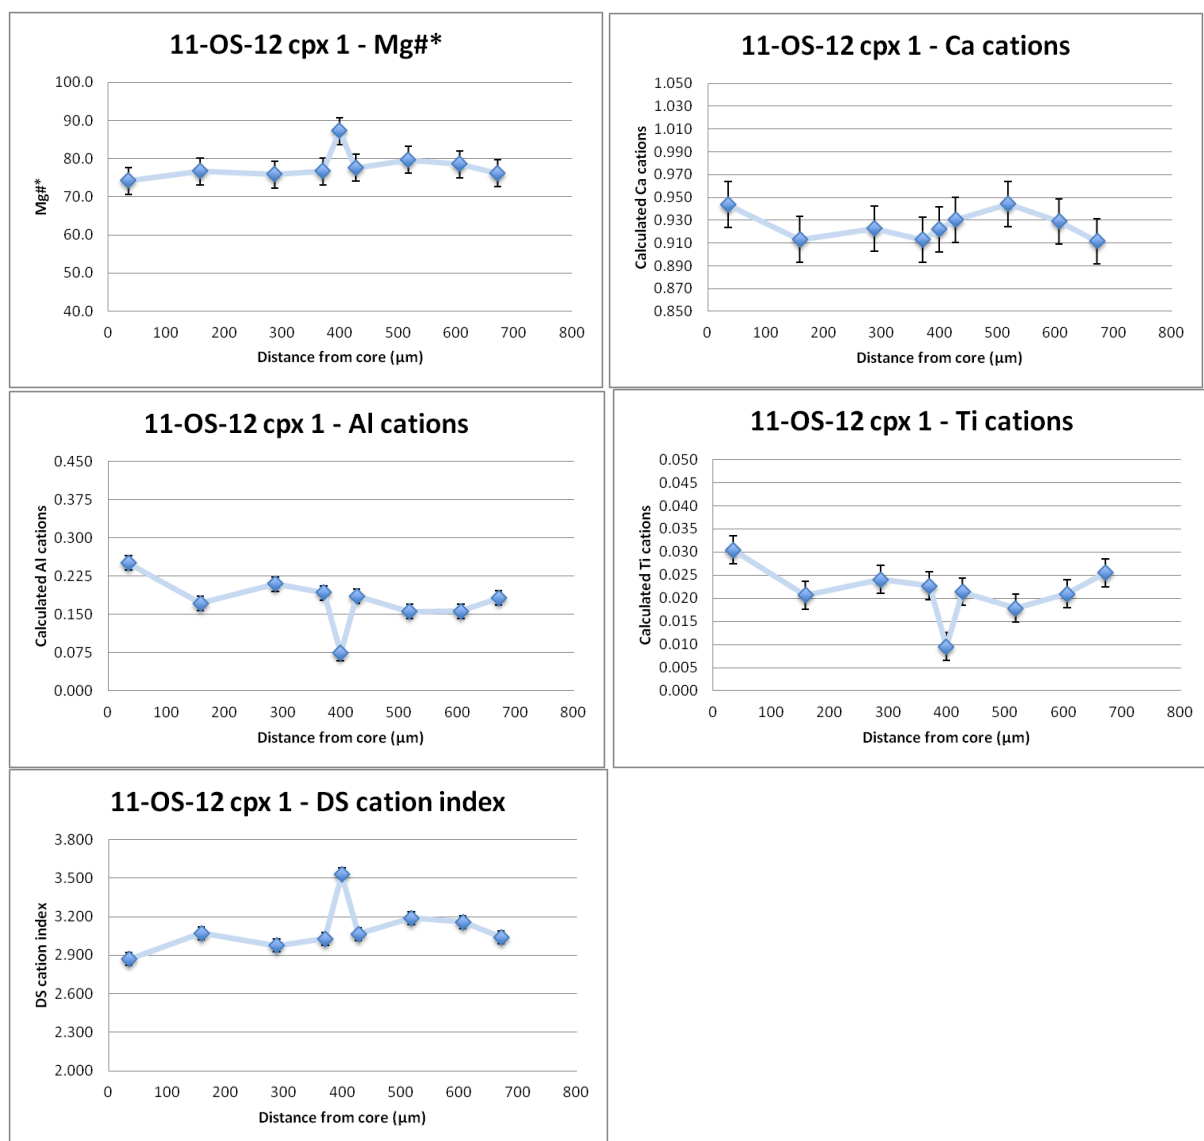 11-OS-12 cpx 1 - Mg#*
100.0
90.0
80.0
70.0
60.0
50.0
40.0
Mg#*
0 100 200 300 400 500 600 700 800
Distance from core (μm)
11-OS-12 cpx 1 - Ca cations
1.050
1.030
1.010
0.990
0.970
0.950
0.930
0.910
0.890
0.870
0.850
Calculated Ca cations
0 100 200 300 400 500 600 700 800
Distance from core (μm)
11-OS-12 cpx 1 - Al cations
0.450
0.375
0.300
0.225
0.150
0.075
0.000
Calculated Al cations
0 100 200 300 400 500 600 700 800
Distance from core (μm)
11-OS-12 cpx 1 - Ti cations
0.050
0.045
0.040
0.035
0.030
0.025
0.020
0.015
0.010
0.005
0.000
Calculated Ti cations
0 100 200 300 400 500 600 700 800
Distance from core (μm)
11-OS-12 cpx 1 - DS cation index
3.800
3.500
3.200
2.900
2.600
2.300
2.000
DS cation index
0 100 200 300 400 500 600 700 800
Distance from core (μm)